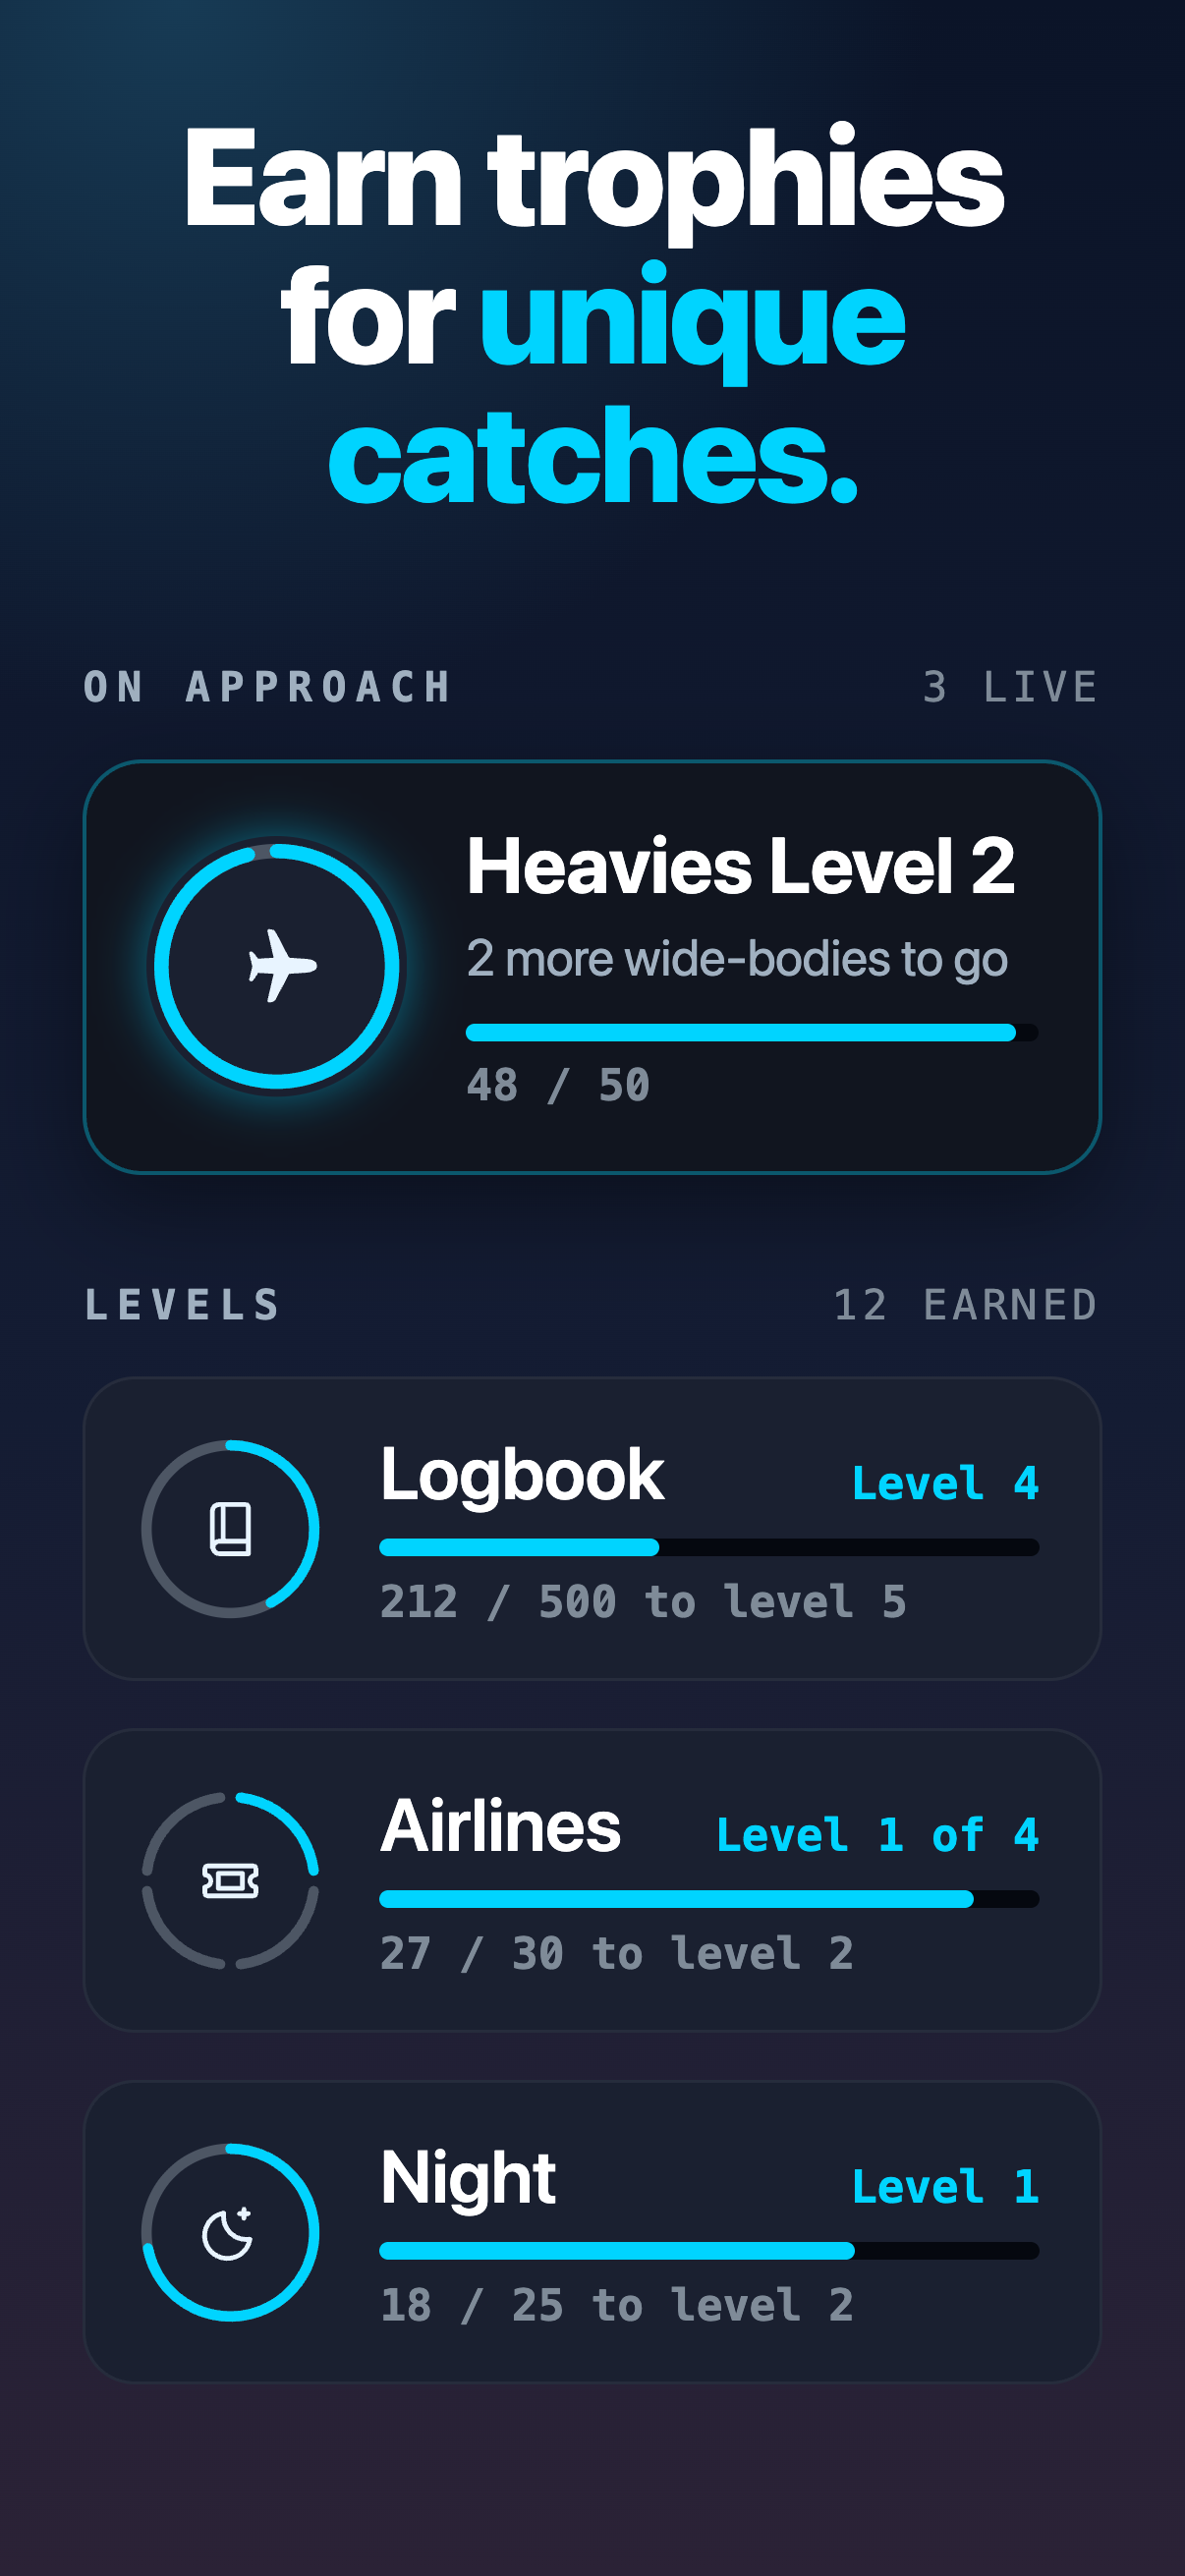 Earn trophies
for unique
catches.
ON APPROACH 3 LIVE
Heavies Level 2
2 more wide-bodies to go
48 / 50
LEVELS 12 EARNED
Logbook Level 4
212 / 500 to level 5
Airlines Level 1 of 4
27 / 30 to level 2
Night Level 1
18 / 25 to level 2